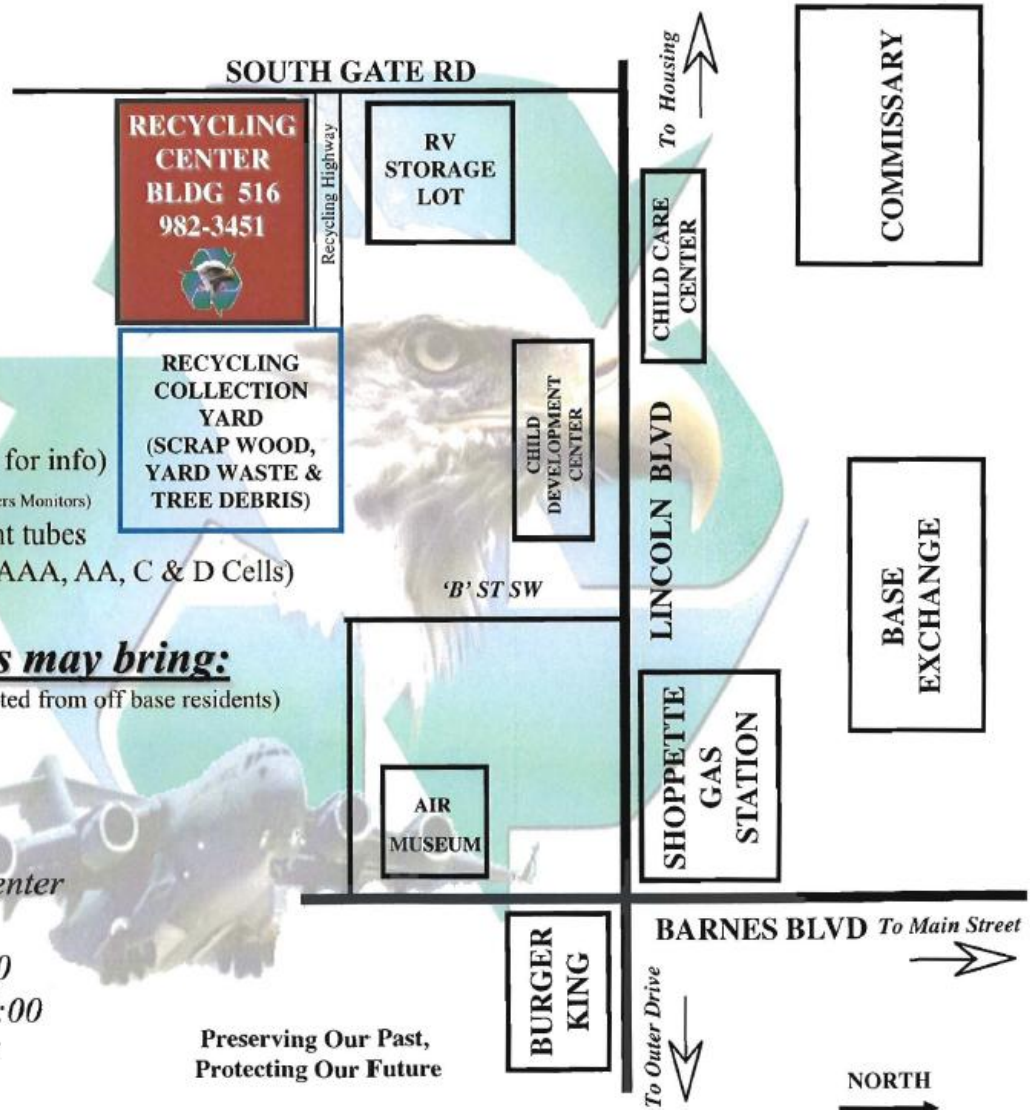 SOUTH GATE RD
RECYCLING
CENTER
BLDG 516
982-3451
Recycling Highway
RV
STORAGE
LOT
To Housing
COMMISSARY
CHILD CARE
CENTER
RECYCLING
COLLECTION
YARD
(SCRAP WOOD,
YARD WASTE &
TREE DEBRIS)
CHILD
DEVELOPMENT
CENTER
LINCOLN BLVD
BASE
EXCHANGE
for info)
Monitors)
tubes
AAA, AA, C & D Cells)
'B' ST SW
may bring:
from off base residents)
SHOPPETTE
GAS
STATION
AIR
MUSEUM
BARNES BLVD To Main Street
BURGER
KING
To Outer Drive
Preserving Our Past,
Protecting Our Future
NORTH